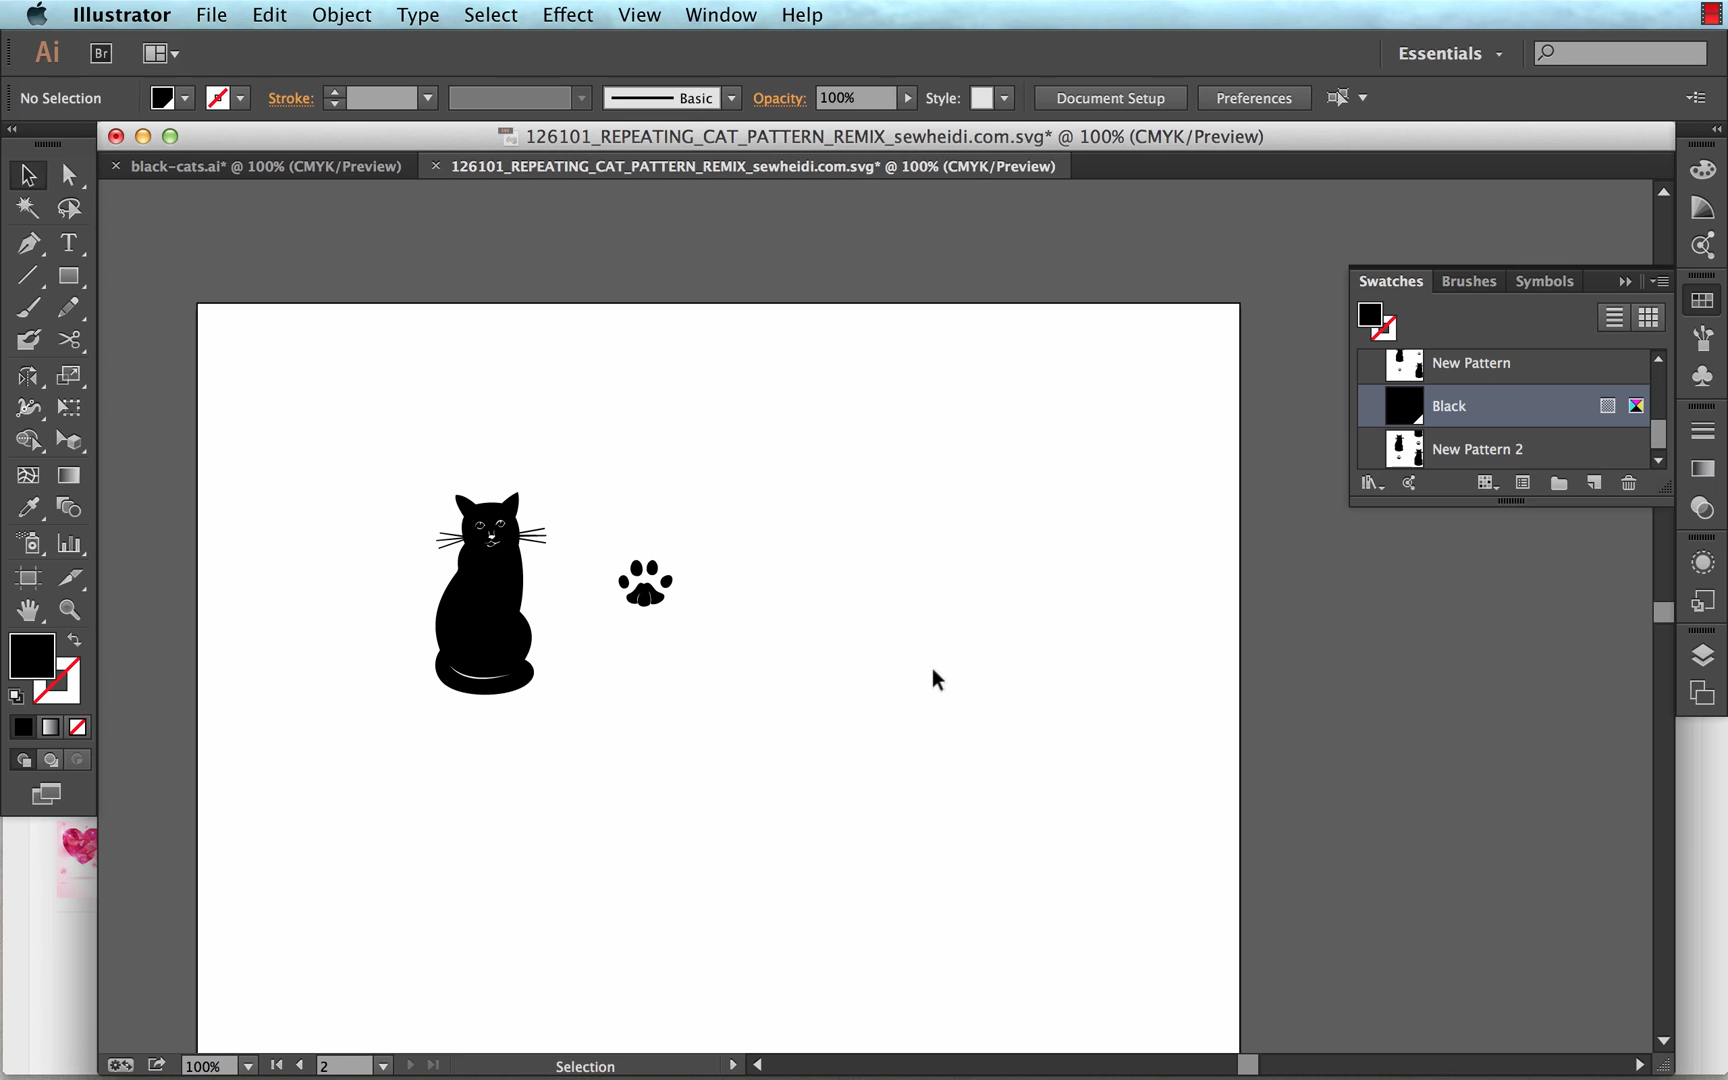 Illustrator File Edit Object Type Select Effect View Window Help
Ai Br Essentials
No Selection Stroke: Basic Opacity: 100% Style: Document Setup Preferences
126101_REPEATING_CAT_PATTERN_REMIX_sewheidi.com.svg* @ 100% (CMYK/Preview)
black-cats.ai* @ 100% (CMYK/Preview) 126101_REPEATING_CAT_PATTERN_REMIX_sewheidi.com.svg* @ 100% (CMYK/Preview)
T
Swatches Brushes Symbols
New Pattern
Black
New Pattern 2
100% 2 Selection